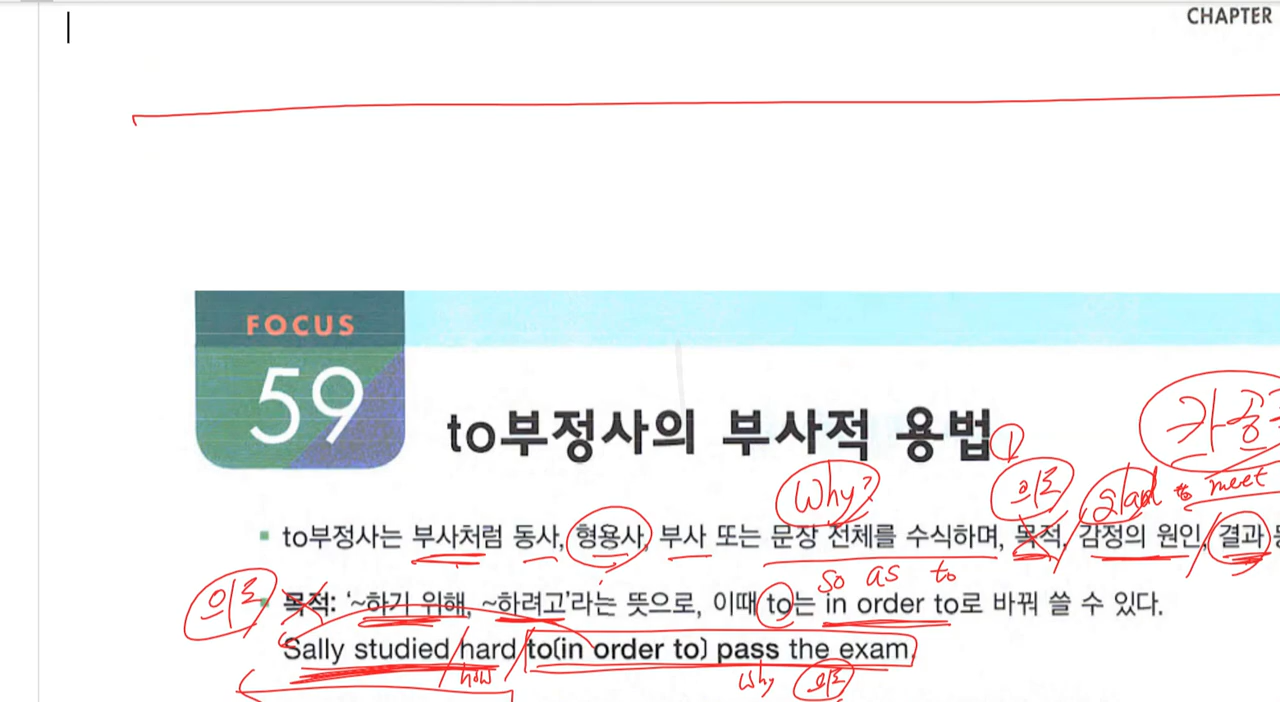 CHAPTER
FOCUS
59
to부정사의 부사적 용법
1
Why?
의도
glad to meet
to부정사는 부사처럼 동사, 형용사, 부사 또는 문장 전체를 수식하며, 목적, 감정의 원인, 결과
so as to
의도
목적: '~하기 위해, ~하려고'라는 뜻으로, 이때 to는 in order to로 바꿔 쓸 수 있다.
Sally studied hard to(in order to) pass the exam.
how
why
의도